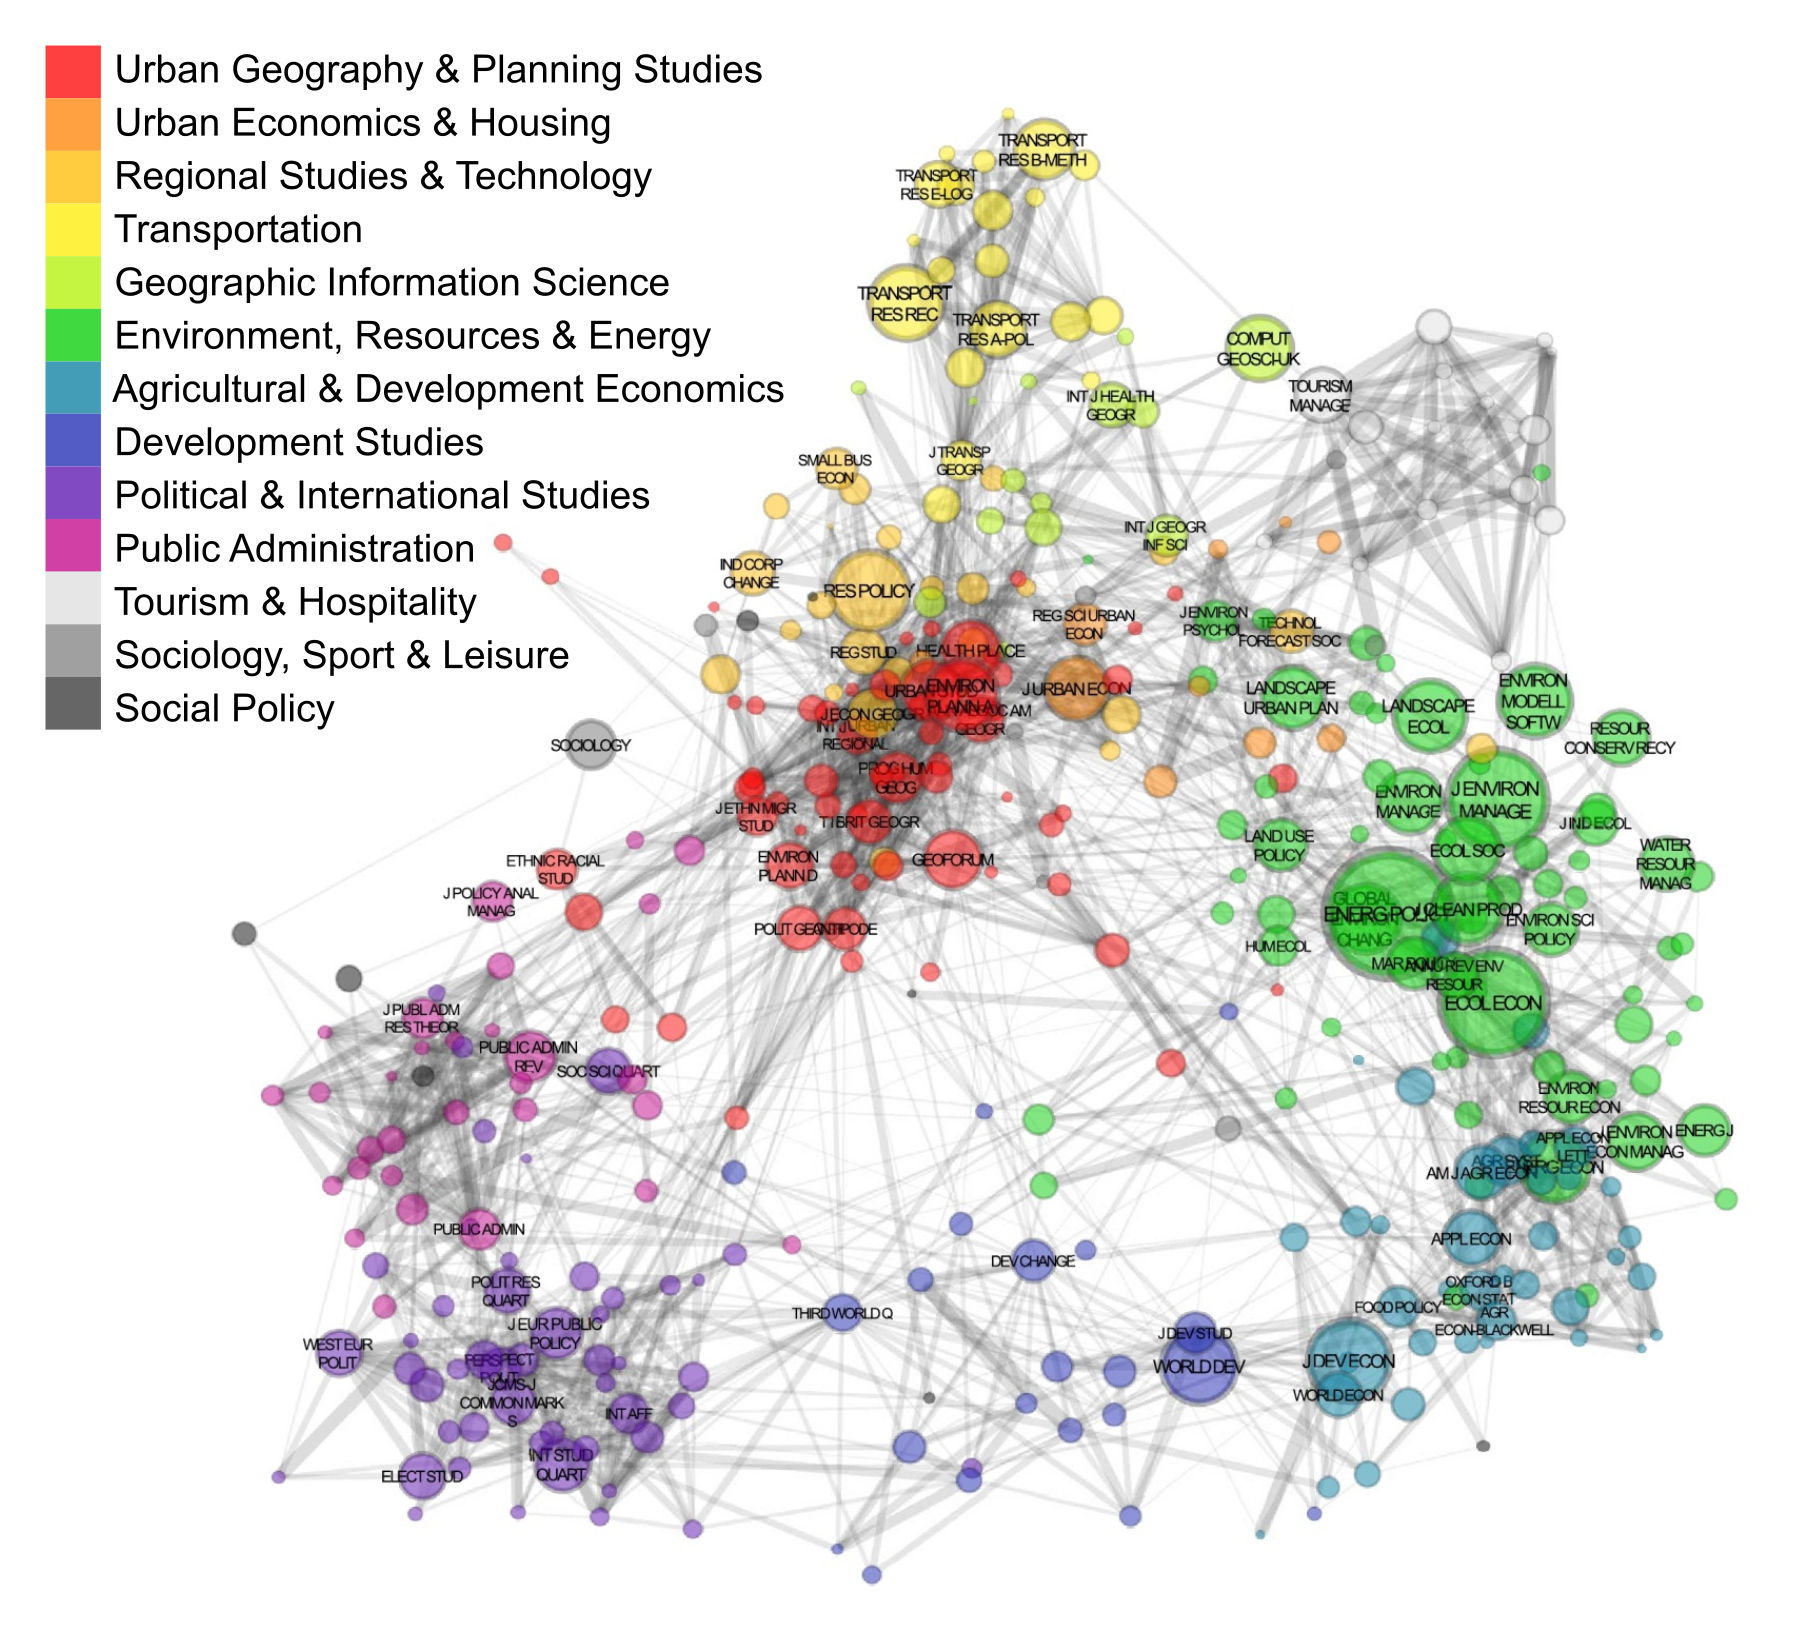 Urban Geography & Planning Studies
Urban Economics & Housing
Regional Studies & Technology
Transportation
Geographic Information Science
Environment, Resources & Energy
Agricultural & Development Economics
Development Studies
Political & International Studies
Public Administration
Tourism & Hospitality
Sociology, Sport & Leisure
Social Policy
TRANSPORT
RES B-METH
TRANSPORT
RES E-LOG
TRANSPORT
RES REC
TRANSPORT
RES A-POL
COMPUT
GEOSCI-UK
TOURISM
MANAGE
INT J HEALTH
GEOGR
J TRANSP
GEOGR
SMALL BUS
ECON
INT J GEOGR
INF SCI
IND CORP
CHANGE
RES POLICY
REG SCI URBAN
ECON
J ENVIRON
PSYCHOL
TECHNOL
FORECAST SOC
REG STUD
HEALTH PLACE
URBAN STUD
ENVIRON
PLANN A
J URBAN ECON
LANDSCAPE
URBAN PLAN
LANDSCAPE
ECOL
ENVIRON
MODELL
SOFTW
RESOUR
CONSERV RECY
J ECON GEOGR
INT J URBAN
REGIONAL
AM
GEOGR
SOCIOLOGY
PROG HUM
GEOG
ENVIRON
MANAGE
J ENVIRON
MANAGE
J ETHN MIGR
STUD
T I BRIT GEOGR
J IND ECOL
LAND USE
POLICY
ECOL SOC
WATER
RESOUR
MANAG
ETHNIC RACIAL
STUD
ENVIRON
PLANN D
GEOFORUM
J POLICY ANAL
MANAG
GLOBAL
ENVIRON
CHANG
ENERG POLICY
J CLEAN PROD
ENVIRON SCI
POLICY
POLIT GEOGR
ANTIPODE
HUM ECOL
MAR POLICY
ANNU REV ENV
RESOUR
ECOL ECON
J PUBL ADM
RES THEOR
PUBLIC ADMIN
REV
SOC SCI QUART
ENVIRON
RESOUR ECON
APPL ECON
LETT
J ENVIRON
ECON MANAG
ENERG J
AGR SYST
AM J AGR ECON
ENERG ECON
PUBLIC ADMIN
APPL ECON
DEV CHANGE
POLIT RES
QUART
OXFORD B
ECON STAT
FOOD POLICY
AGR
ECON-BLACKWELL
THIRD WORLD Q
J EUR PUBLIC
POLICY
J DEV STUD
WORLD DEV
J DEV ECON
WORLD ECON
WEST EUR
POLIT
PERSPECT
POLIT
JCMS-J
COMMON MARK
S
INT AFF
INT STUD
QUART
ELECT STUD